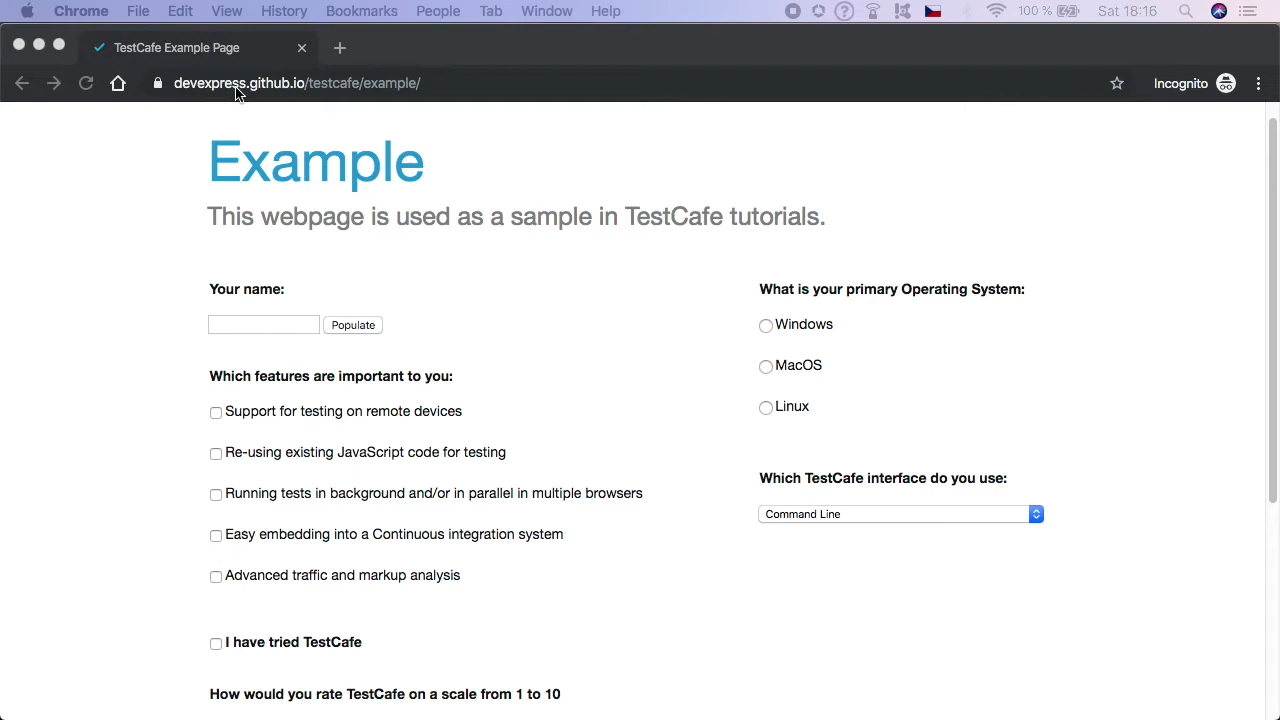 Chrome File Edit View History Bookmarks People Tab Window Help 100 % Sat 18:16
TestCafe Example Page
devexpress.github.io/testcafe/example/ Incognito
Example
This webpage is used as a sample in TestCafe tutorials.
Your name:
Populate
Which features are important to you:
Support for testing on remote devices
Re-using existing JavaScript code for testing
Running tests in background and/or in parallel in multiple browsers
Easy embedding into a Continuous integration system
Advanced traffic and markup analysis
I have tried TestCafe
How would you rate TestCafe on a scale from 1 to 10
What is your primary Operating System:
Windows
MacOS
Linux
Which TestCafe interface do you use:
Command Line